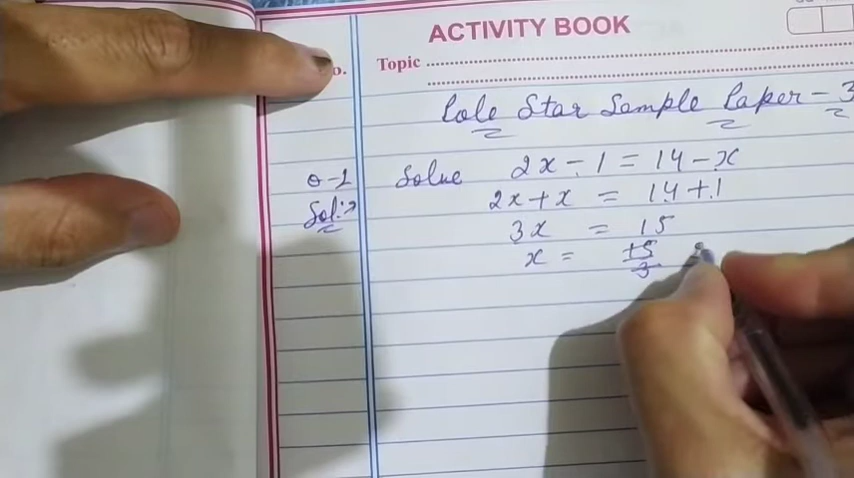 ACTIVITY BOOK
o.
Topic
Pole Star Sample Paper - 3
Q-1 Solve 2x - 1 = 14 - x
Sol:⇒ 2x + x = 14 + 1
3x = 15
x = 15/3